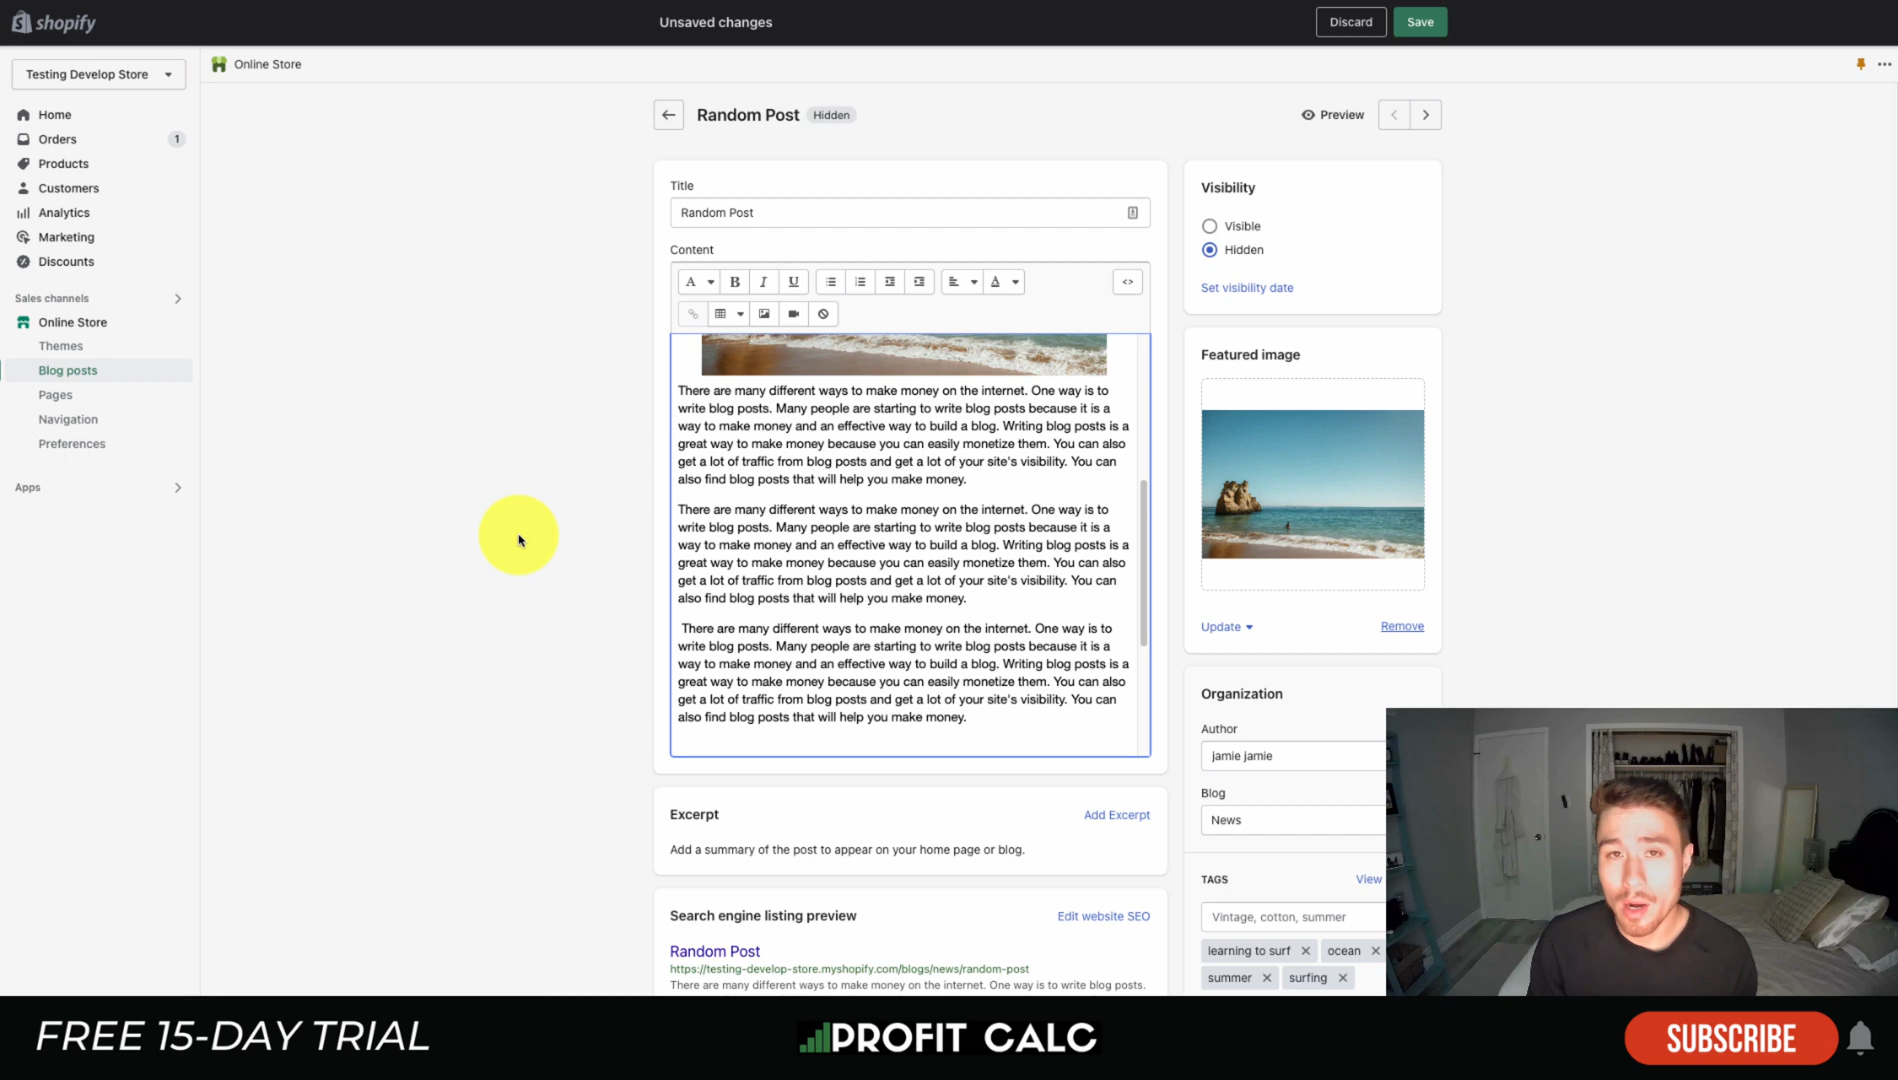 shopify
Unsaved changes
Discard
Save
Testing Develop Store
Online Store
Home
Orders
1
Products
Customers
Analytics
Marketing
Discounts
Sales channels
Online Store
Themes
Blog posts
Pages
Navigation
Preferences
Apps
Random Post
Hidden
Preview
Title
Random Post
Content
A
B
I
U
A
<>
There are many different ways to make money on the internet. One way is to
write blog posts. Many people are starting to write blog posts because it is a
way to make money and an effective way to build a blog. Writing blog posts is a
great way to make money because you can easily monetize them. You can also
get a lot of traffic from blog posts and get a lot of your site's visibility. You can
also find blog posts that will help you make money.
There are many different ways to make money on the internet. One way is to
write blog posts. Many people are starting to write blog posts because it is a
way to make money and an effective way to build a blog. Writing blog posts is a
great way to make money because you can easily monetize them. You can also
get a lot of traffic from blog posts and get a lot of your site's visibility. You can
also find blog posts that will help you make money.
There are many different ways to make money on the internet. One way is to
write blog posts. Many people are starting to write blog posts because it is a
way to make money and an effective way to build a blog. Writing blog posts is a
great way to make money because you can easily monetize them. You can also
get a lot of traffic from blog posts and get a lot of your site's visibility. You can
also find blog posts that will help you make money.
Excerpt
Add Excerpt
Add a summary of the post to appear on your home page or blog.
Search engine listing preview
Edit website SEO
Random Post
https://testing-develop-store.myshopify.com/blogs/news/random-post
There are many different ways to make money on the internet. One way is to write blog posts.
Visibility
Visible
Hidden
Set visibility date
Featured image
Update
Remove
Organization
Author
jamie jamie
Blog
News
TAGS
View
Vintage, cotton, summer
learning to surf
ocean
summer
surfing
FREE 15-DAY TRIAL
PROFIT CALC
SUBSCRIBE